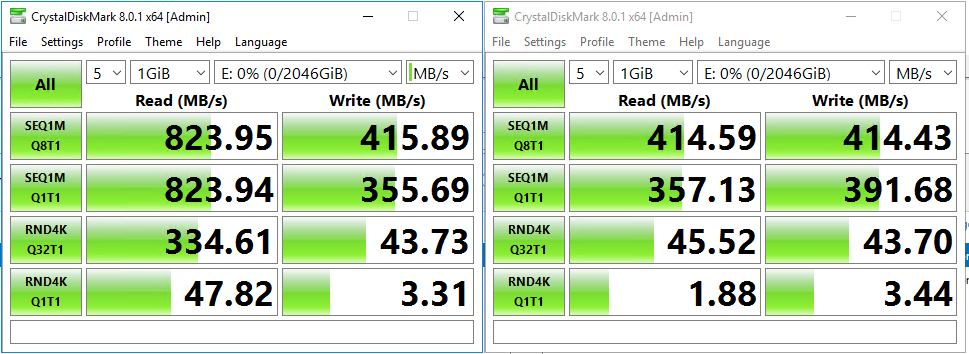 CrystalDiskMark 8.0.1 x64 [Admin]
File Settings Profile Theme Help Language
All 5 1GiB E: 0% (0/2046GiB) MB/s
Read (MB/s) Write (MB/s)
SEQ1M Q8T1 823.95 415.89
SEQ1M Q1T1 823.94 355.69
RND4K Q32T1 334.61 43.73
RND4K Q1T1 47.82 3.31
CrystalDiskMark 8.0.1 x64 [Admin]
File Settings Profile Theme Help Language
All 5 1GiB E: 0% (0/2046GiB) MB/s
Read (MB/s) Write (MB/s)
SEQ1M Q8T1 414.59 414.43
SEQ1M Q1T1 357.13 391.68
RND4K Q32T1 45.52 43.70
RND4K Q1T1 1.88 3.44